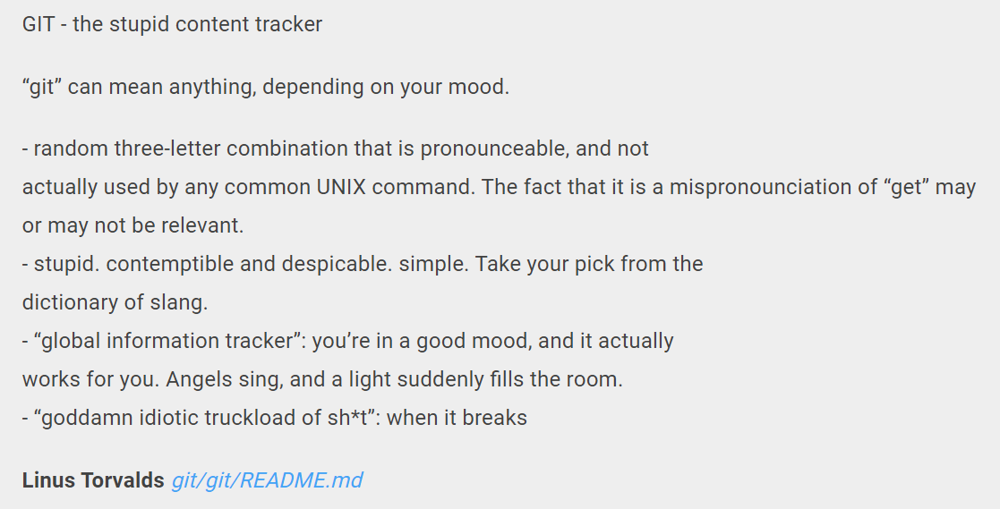 GIT - the stupid content tracker
“git” can mean anything, depending on your mood.
- random three-letter combination that is pronounceable, and not
actually used by any common UNIX command. The fact that it is a mispronounciation of “get” may
or may not be relevant.
- stupid. contemptible and despicable. simple. Take your pick from the
dictionary of slang.
- “global information tracker”: you’re in a good mood, and it actually
works for you. Angels sing, and a light suddenly fills the room.
- “goddamn idiotic truckload of sh*t”: when it breaks
Linus Torvalds git/git/README.md